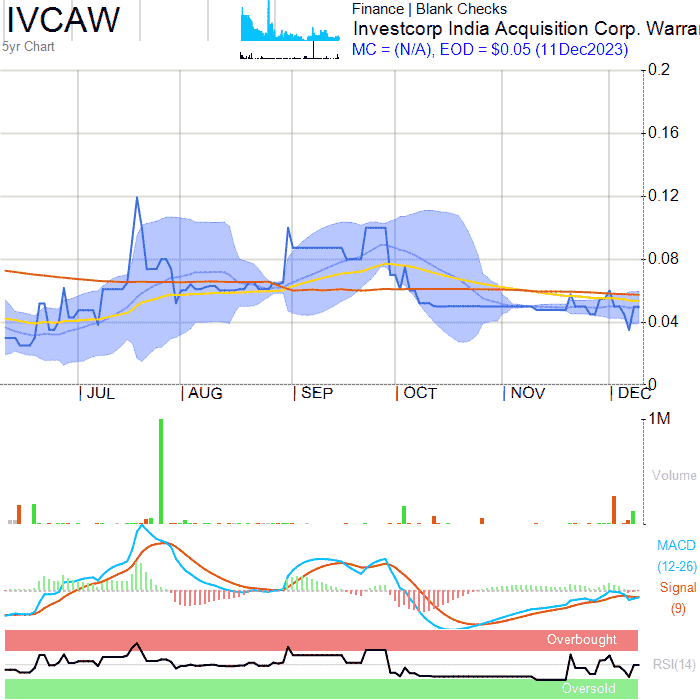 IVCAW
5yr Chart
Finance | Blank Checks
Investcorp India Acquisition Corp. Warra
MC = (N/A), EOD = $0.05 (11Dec2023)
0.2
0.16
0.12
0.08
0.04
0
JUL AUG SEP OCT NOV DEC
1M
Volume
MACD
(12-26)
Signal
(9)
Overbought
RSI(14)
Oversold